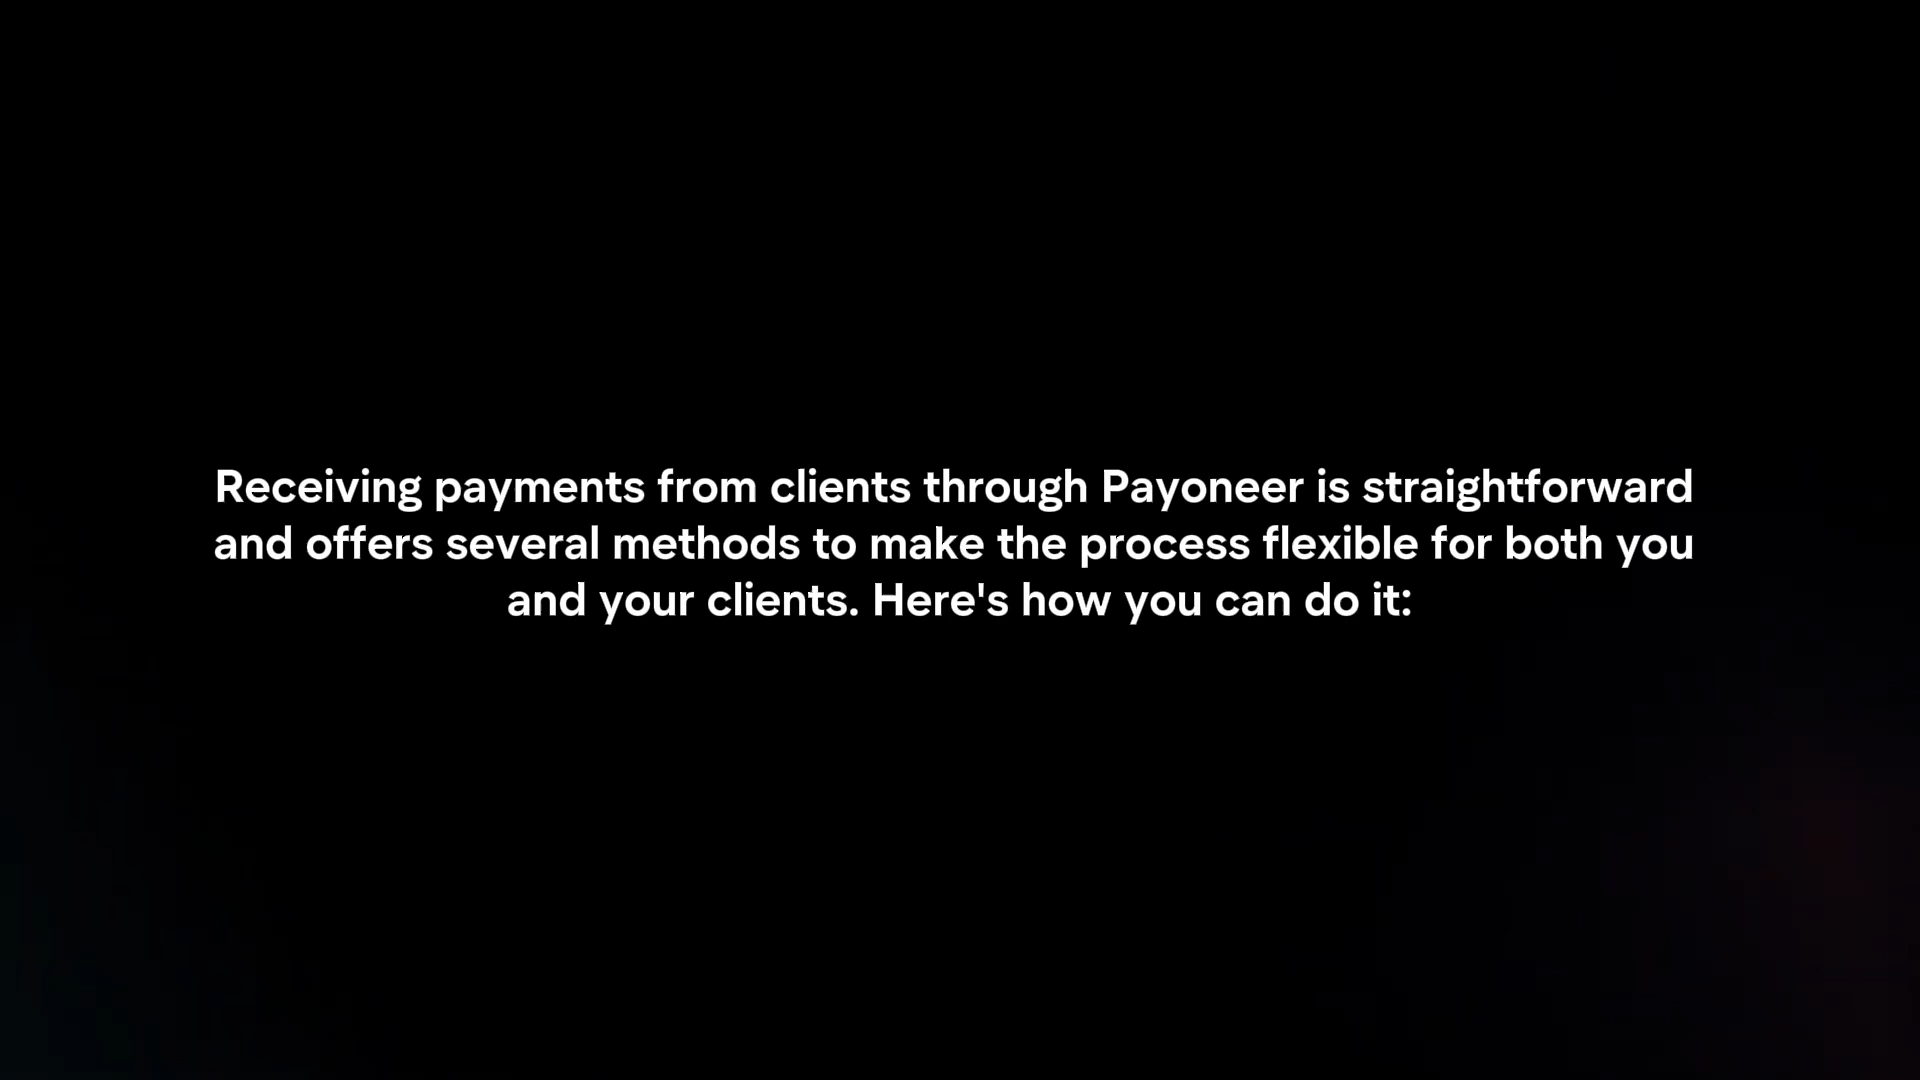 Receiving payments from clients through Payoneer is straightforward
and offers several methods to make the process flexible for both you
and your clients. Here's how you can do it: